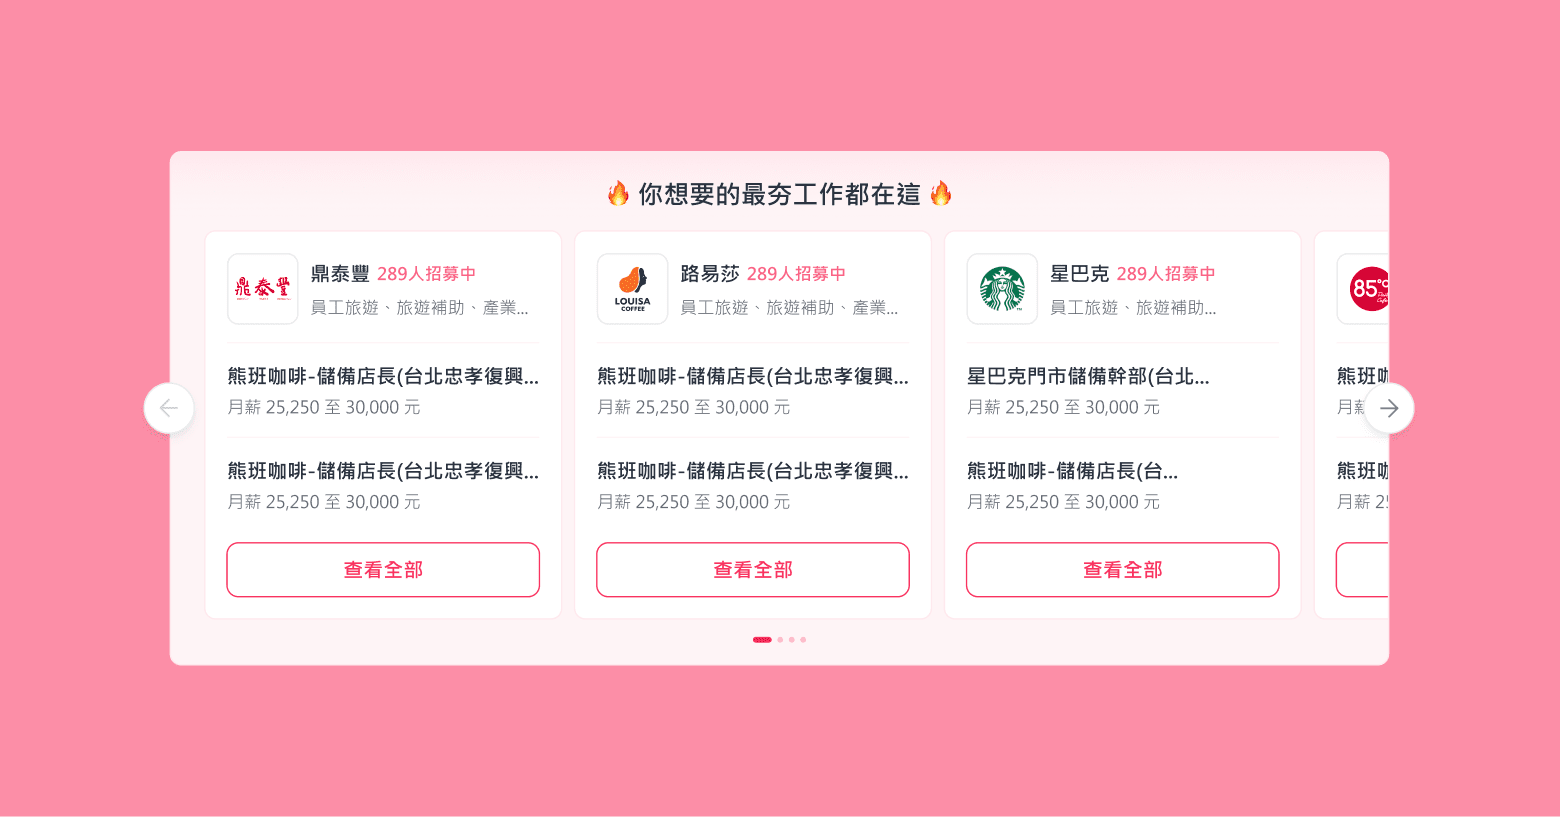 🔥 你想要的最夯工作都在這 🔥
鼎泰豐
鼎泰豐 289人招募中
員工旅遊、旅遊補助、產業...
熊班咖啡-儲備店長(台北忠孝復興...
月薪 25,250 至 30,000 元
熊班咖啡-儲備店長(台北忠孝復興...
月薪 25,250 至 30,000 元
查看全部
LOUISA
COFFEE
路易莎 289人招募中
員工旅遊、旅遊補助、產業...
熊班咖啡-儲備店長(台北忠孝復興...
月薪 25,250 至 30,000 元
熊班咖啡-儲備店長(台北忠孝復興...
月薪 25,250 至 30,000 元
查看全部
星巴克 289人招募中
員工旅遊、旅遊補助...
星巴克門市儲備幹部(台北...
月薪 25,250 至 30,000 元
熊班咖啡-儲備店長(台...
月薪 25,250 至 30,000 元
查看全部
85°C
熊班
月薪
熊班
月薪 25